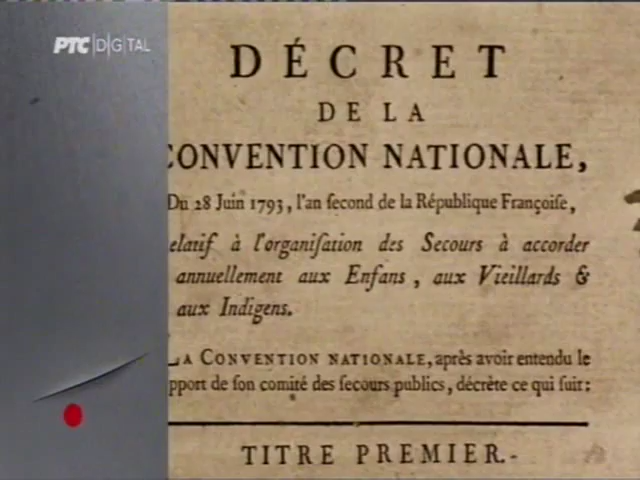 РТС DIGITAL
DÉCRET
DE LA
CONVENTION NATIONALE,
Du 28 Juin 1793, l'an ſecond de la République Françoiſe,
elatif à l'organiſation des Secours à accorder
annuellement aux Enfans, aux Vieillards &
aux Indigens.
LA CONVENTION NATIONALE, après avoir entendu le
pport de ſon comité des ſecours publics, décrète ce qui ſuit:
TITRE PREMIER.-